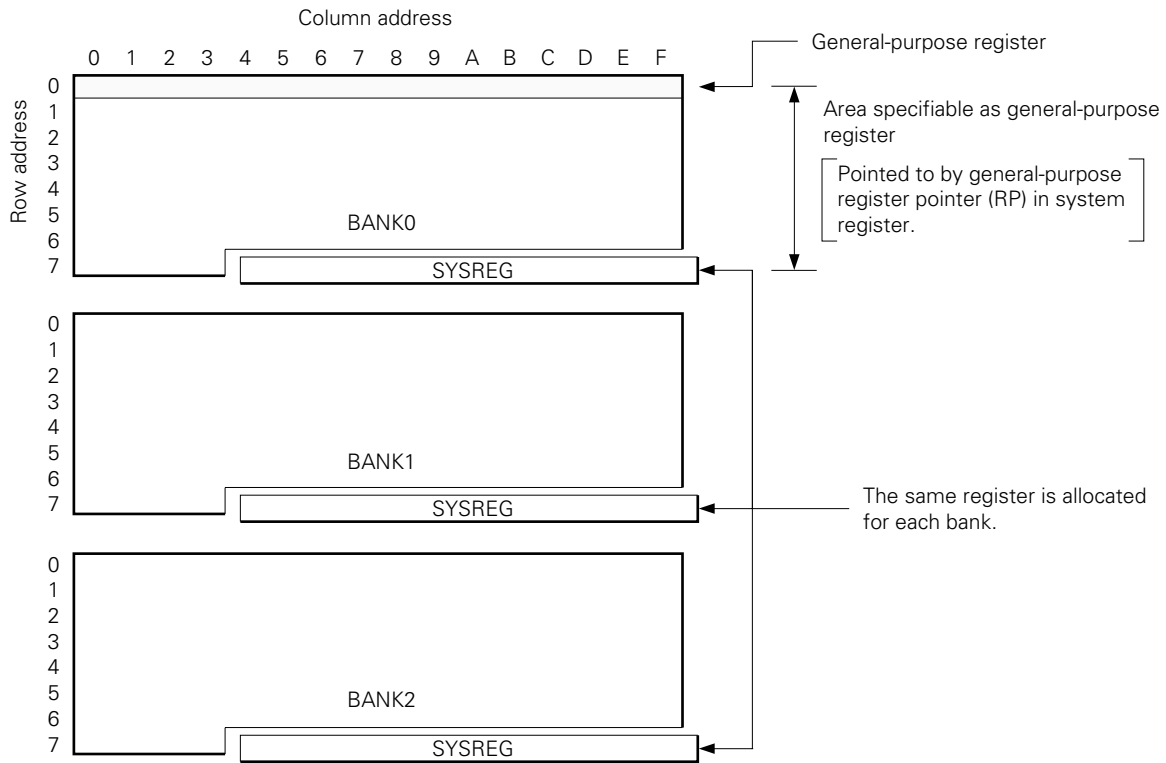 Column address
0 1 2 3 4 5 6 7 8 9 A B C D E F
General-purpose register
Row address
0
1
2
3
4
5
6
7
Area specifiable as general-purpose
register
Pointed to by general-purpose
register pointer (RP) in system
register.
BANK0
SYSREG
0
1
2
3
4
5
6
7
BANK1
SYSREG
The same register is allocated
for each bank.
0
1
2
3
4
5
6
7
BANK2
SYSREG